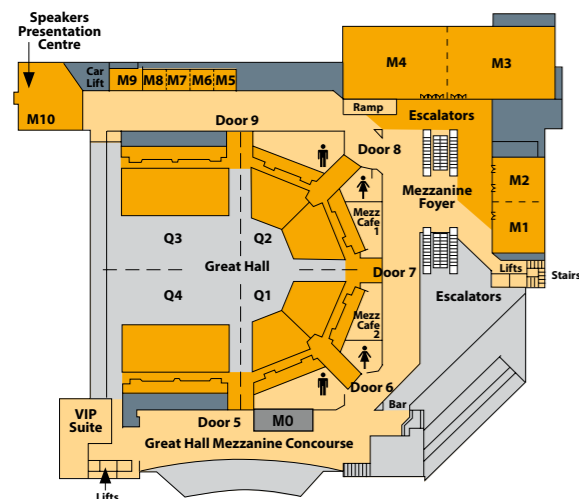 Speakers
Presentation
Centre
Car
Lift
M9
M8
M7
M6
M5
M4
M3
M10
Ramp
Escalators
Door 9
Door 8
M2
Mezzanine
Foyer
M1
Mezz
Cafe
1
Q3
Q2
Great Hall
Door 7
Lifts
Stairs
Q4
Q1
Escalators
Mezz
Cafe
2
Door 6
Bar
VIP
Suite
Door 5
M0
Great Hall Mezzanine Concourse
Lifts